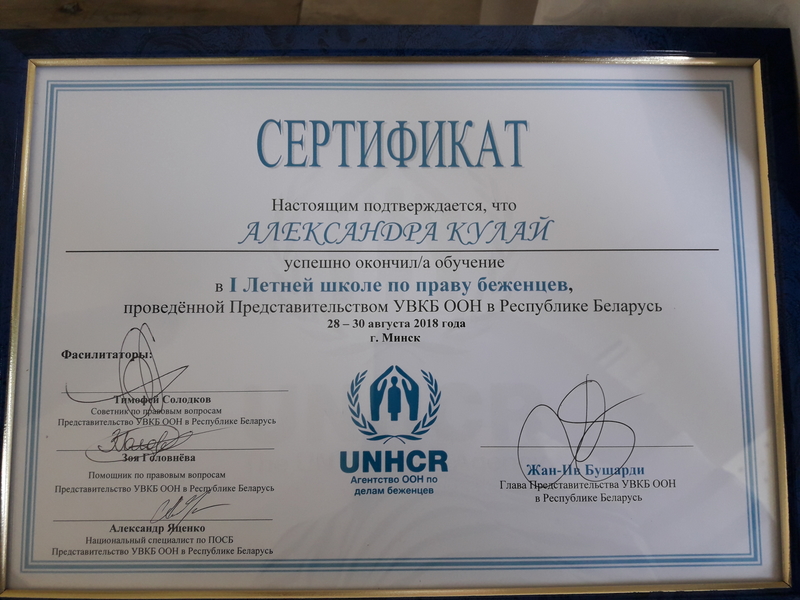 СЕРТИФИКАТ
Настоящим подтверждается, что
АЛЕКСАНДРА КУЛАЙ
успешно окончил/а обучение
в I Летней школе по праву беженцев,
проведённой Представительством УВКБ ООН в Республике Беларусь
28 – 30 августа 2018 года
г. Минск
Фасилитаторы:
Тимофей Солодков
Советник по правовым вопросам
Представительство УВКБ ООН в Республике Беларусь
Зоя Головнёва
Помощник по правовым вопросам
Представительство УВКБ ООН в Республике Беларусь
Александр Яценко
Национальный специалист по ПОСБ
Представительство УВКБ ООН в Республике Беларусь
UNHCR
Агентство ООН по
делам беженцев
Жан-Ив Бушарди
Глава Представительства УВКБ ООН
в Республике Беларусь